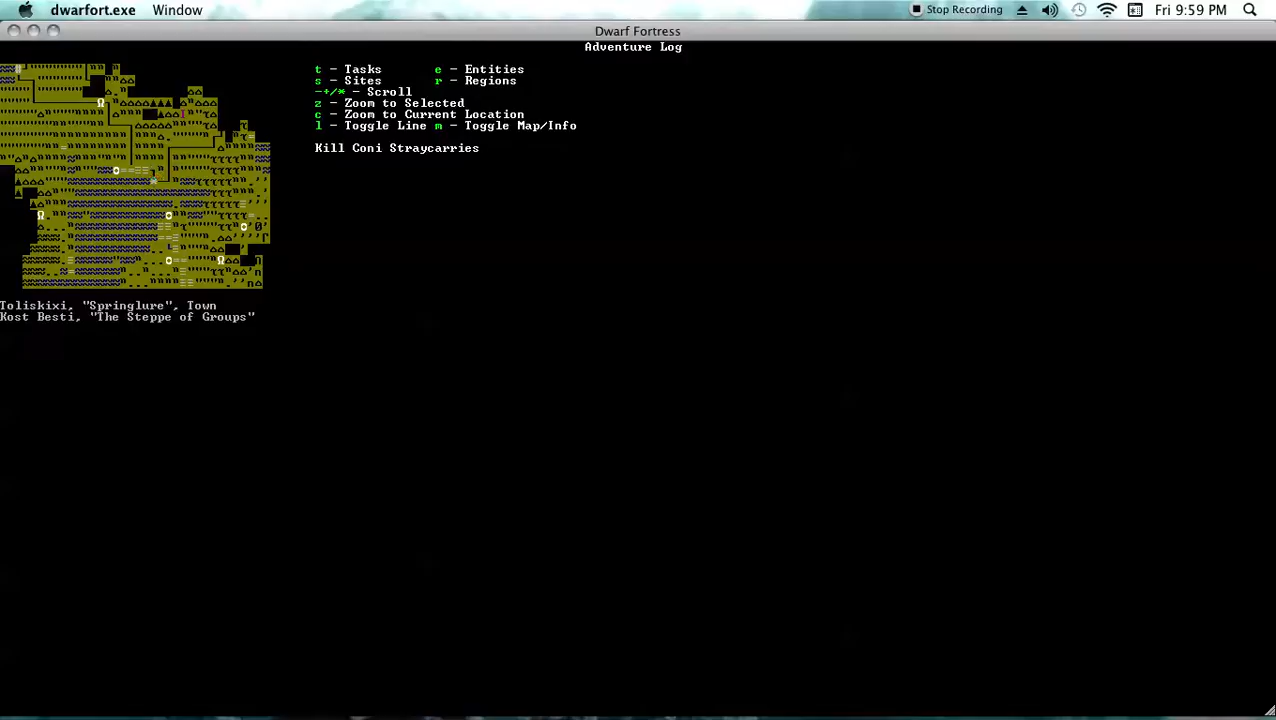 dwarfort.exe Window Stop Recording Fri 9:59 PM
Dwarf Fortress
Adventure Log
t - Tasks e - Entities
s - Sites r - Regions
-+/* - Scroll
z - Zoom to Selected
c - Zoom to Current Location
l - Toggle Line m - Toggle Map/Info
Kill Coni Straycarries
Toliskixi, "Springlure", Town
Kost Besti, "The Steppe of Groups"